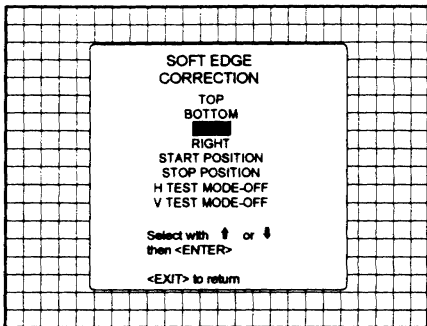 SOFT EDGE
CORRECTION
TOP
BOTTOM
RIGHT
START POSITION
STOP POSITION
H TEST MODE-OFF
V TEST MODE-OFF
Select with ⬆ or ⬇
then <ENTER>
<EXIT> to return